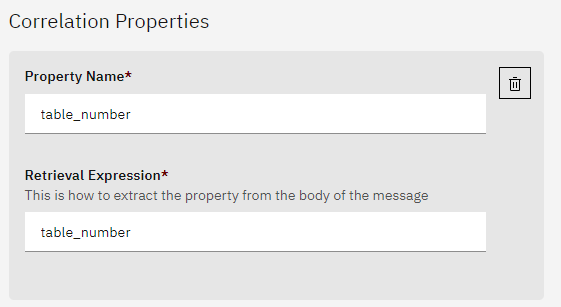 Correlation Properties
Property Name*
table_number
Retrieval Expression*
This is how to extract the property from the body of the message
table_number